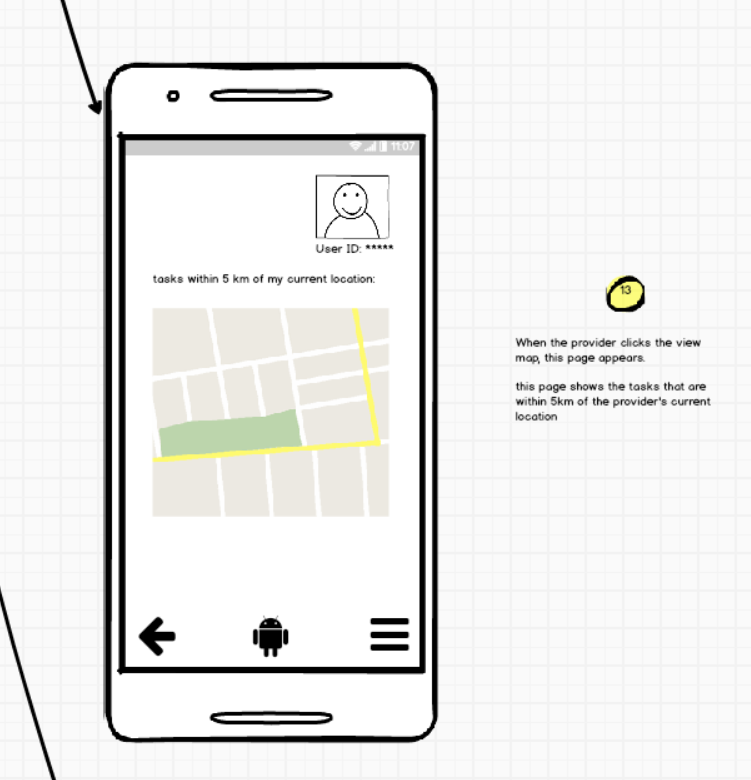 11:07
User ID: *****
tasks within 5 km of my current location:
13
When the provider clicks the view
map, this page appears.
this page shows the tasks that are
within 5km of the provider's current
location